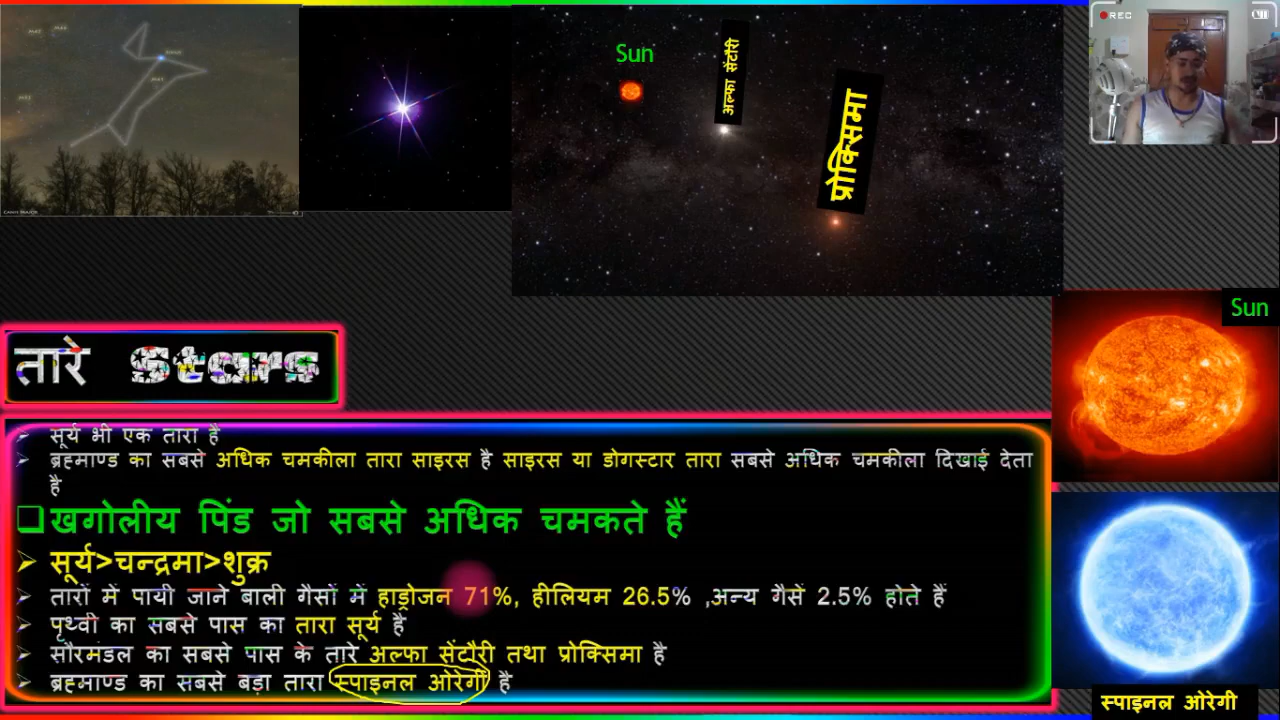 Sun
अल्फा सेंटौरी
प्रोक्सिमा
REC
Sun
तारे Stars
सूर्य भी एक तारा है
ब्रह्माण्ड का सबसे अधिक चमकीला तारा साइरस है साइरस या डोगस्टार तारा सबसे अधिक चमकीला दिखाई देता
है
खगोलीय पिंड जो सबसे अधिक चमकते हैं
सूर्य>चन्द्रमा>शुक्र
तारों में पायी जाने बाली गैसों में हाड्रोजन 71%, हीलियम 26.5% ,अन्य गैसें 2.5% होते हैं
पृथ्वी का सबसे पास का तारा सूर्य है
सौरमंडल का सबसे पास के तारे अल्फा सेंटौरी तथा प्रोक्सिमा है
ब्रह्माण्ड का सबसे बड़ा तारा स्पाइनल ओरेगी है
स्पाइनल ओरेगी